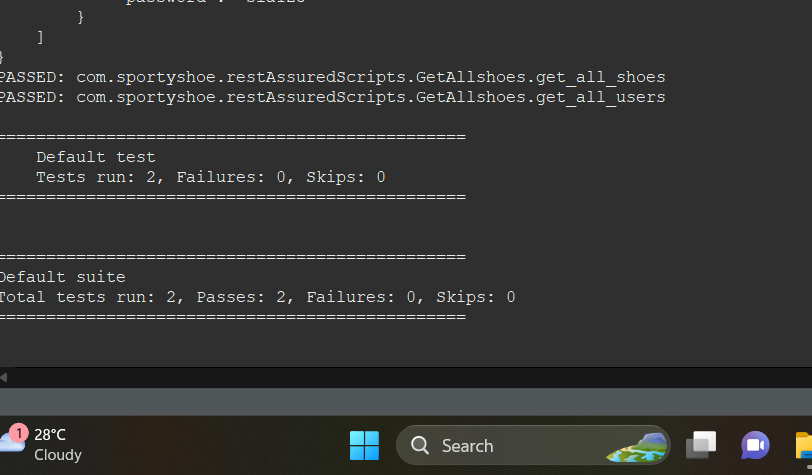 }
]
}
PASSED: com.sportyshoe.restAssuredScripts.GetAllshoes.get_all_shoes
PASSED: com.sportyshoe.restAssuredScripts.GetAllshoes.get_all_users
===============================================
Default test
Tests run: 2, Failures: 0, Skips: 0
===============================================
===============================================
Default suite
Total tests run: 2, Passes: 2, Failures: 0, Skips: 0
===============================================
1
28°C
Cloudy
Search